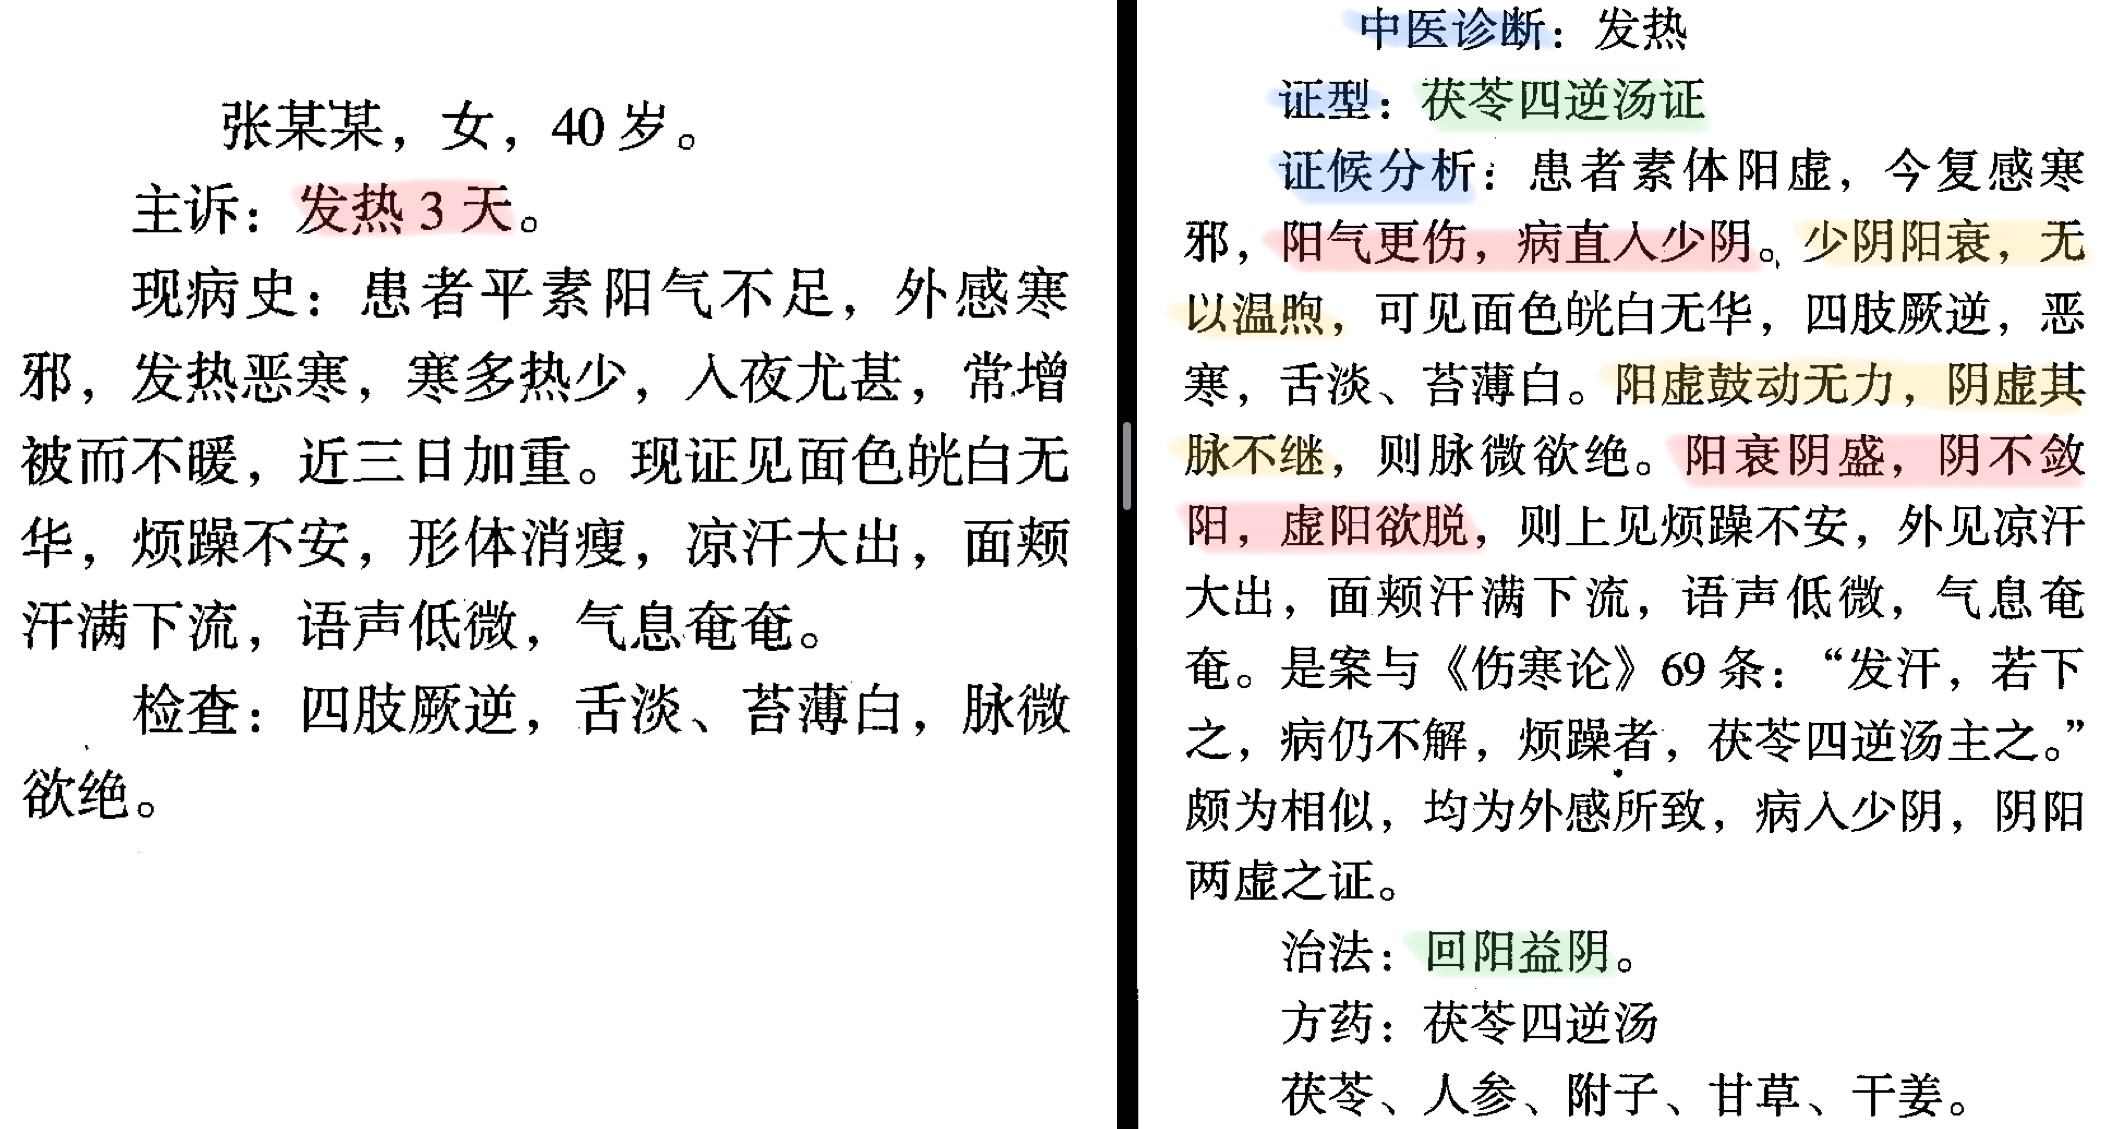 张某某，女，40岁。
主诉：发热3天。
现病史：患者平素阳气不足，外感寒
邪，发热恶寒，寒多热少，入夜尤甚，常增
被而不暖，近三日加重。现证见面色㿠白无
华，烦躁不安，形体消瘦，凉汗大出，面颊
汗满下流，语声低微，气息奄奄。
检查：四肢厥逆，舌淡、苔薄白，脉微
欲绝。
中医诊断：发热
证型：茯苓四逆汤证
证候分析：患者素体阳虚，今复感寒
邪，阳气更伤，病直入少阴。少阴阳衰，无
以温煦，可见面色㿠白无华，四肢厥逆，恶
寒，舌淡、苔薄白。阳虚鼓动无力，阴虚其
脉不继，则脉微欲绝。阳衰阴盛，阴不敛
阳，虚阳欲脱，则上见烦躁不安，外见凉汗
大出，面颊汗满下流，语声低微，气息奄
奄。是案与《伤寒论》69条：“发汗，若下
之，病仍不解，烦躁者，茯苓四逆汤主之。”
颇为相似，均为外感所致，病入少阴，阴阳
两虚之证。
治法：回阳益阴。
方药：茯苓四逆汤
茯苓、人参、附子、甘草、干姜。